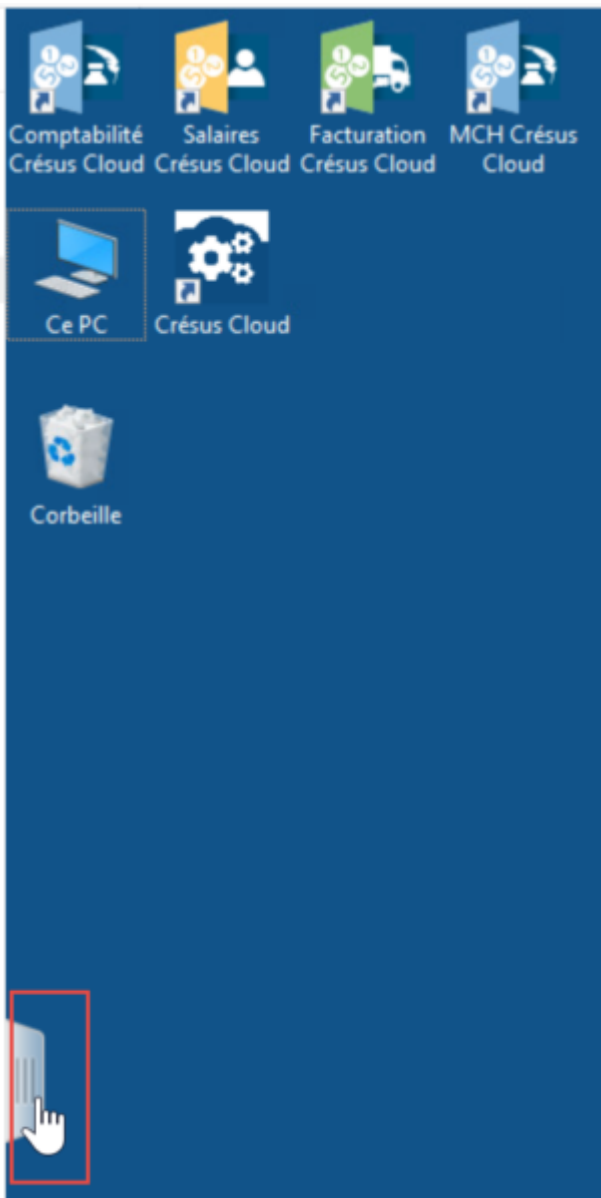 Comptabilité Salaires Facturation MCH Crésus
Crésus Cloud Crésus Cloud Crésus Cloud Cloud
Ce PC Crésus Cloud
Corbeille